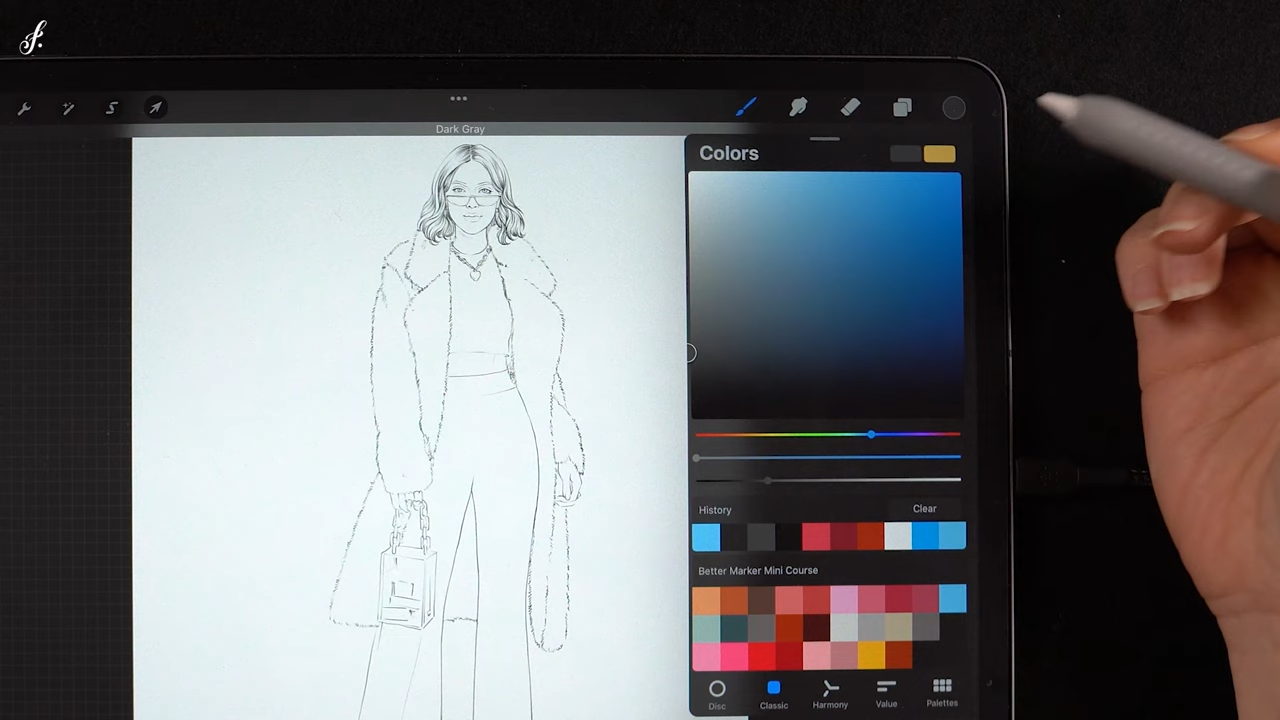 f.
Dark Gray
Colors
History
Clear
Better Marker Mini Course
Disc
Classic
Harmony
Value
Palettes